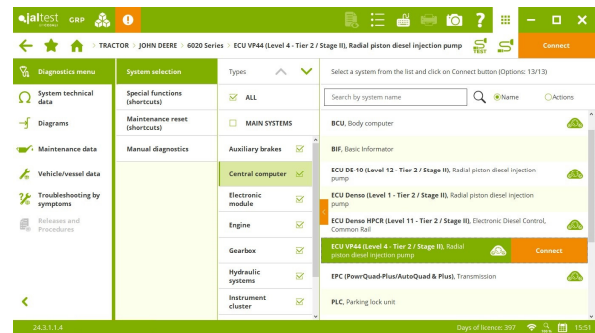 jaltest GRP
TRACTOR > JOHN DEERE > 6020 Series > ECU VP44 (Level 4 - Tier 2 / Stage II), Radial piston diesel injection pump
TEST
Connect
Diagnostics menu
System technical
data
Diagrams
Maintenance data
Vehicle/vessel data
Troubleshooting by
symptoms
Releases and
Procedures
System selection
Special functions
(shortcuts)
Maintenance reset
(shortcuts)
Manual diagnostics
Types
ALL
MAIN SYSTEMS
Auxiliary brakes
Central computer
Electronic
module
Engine
Gearbox
Hydraulic
systems
Instrument
cluster
Select a system from the list and click on Connect button (Options: 13/13)
Search by system name
Name
Actions
BCU, Body computer
BIF, Basic Informator
ECU DE-10 (Level 12 - Tier 2 / Stage II), Radial piston diesel injection
pump
ECU Denso (Level 1 - Tier 2 / Stage II), Radial piston diesel injection
pump
ECU Denso HPCR (Level 11 - Tier 2 / Stage II), Electronic Diesel Control,
Common Rail
ECU VP44 (Level 4 - Tier 2 / Stage II), Radial
piston diesel injection pump
Connect
EPC (PowrQuad-Plus/AutoQuad & Plus), Transmission
PLC, Parking lock unit
24.3.1.1.4
Days of licence: 397
15:51